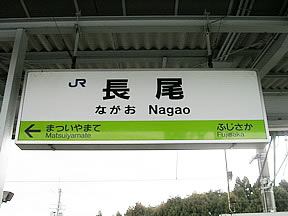 JR 長尾
ながお Nagao
← まついやまて ふじさか
Matsuiyamate Fujisaka